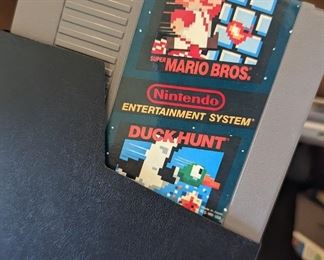 SUPER
MARIO BROS.
Nintendo
ENTERTAINMENT SYSTEM®
DUCK HUNT